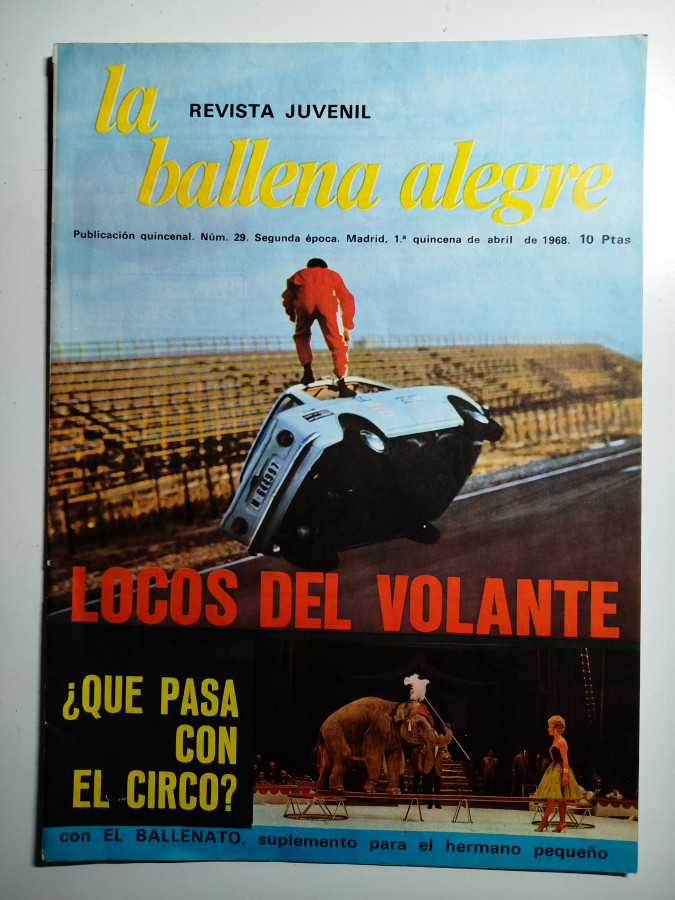 la
REVISTA JUVENIL
ballena alegre
Publicación quincenal. Núm. 29. Segunda época. Madrid, 1.ª quincena de abril de 1968. 10 Ptas
LOCOS DEL VOLANTE
¿QUE PASA
CON
EL CIRCO?
con EL BALLENATO, suplemento para el hermano pequeño